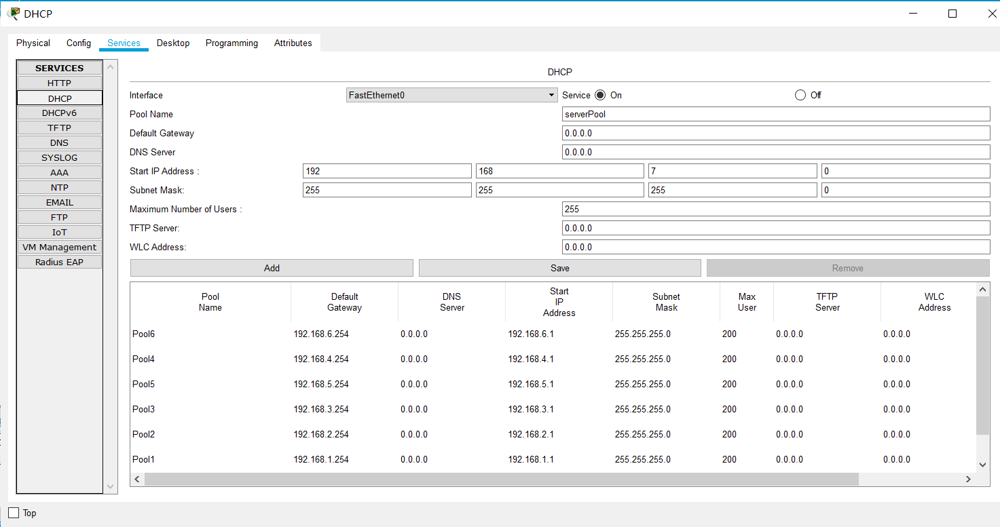 DHCP
Physical Config Services Desktop Programming Attributes
SERVICES
HTTP
DHCP
DHCPv6
TFTP
DNS
SYSLOG
AAA
NTP
EMAIL
FTP
IoT
VM Management
Radius EAP
DHCP
Interface FastEthernet0 Service On Off
Pool Name serverPool
Default Gateway 0.0.0.0
DNS Server 0.0.0.0
Start IP Address : 192 168 7 0
Subnet Mask: 255 255 255 0
Maximum Number of Users : 255
TFTP Server: 0.0.0.0
WLC Address: 0.0.0.0
Add Save Remove
Pool Name Default Gateway DNS Server Start IP Address Subnet Mask Max User TFTP Server WLC Address
Pool6 192.168.6.254 0.0.0.0 192.168.6.1 255.255.255.0 200 0.0.0.0 0.0.0.0
Pool4 192.168.4.254 0.0.0.0 192.168.4.1 255.255.255.0 200 0.0.0.0 0.0.0.0
Pool5 192.168.5.254 0.0.0.0 192.168.5.1 255.255.255.0 200 0.0.0.0 0.0.0.0
Pool3 192.168.3.254 0.0.0.0 192.168.3.1 255.255.255.0 200 0.0.0.0 0.0.0.0
Pool2 192.168.2.254 0.0.0.0 192.168.2.1 255.255.255.0 200 0.0.0.0 0.0.0.0
Pool1 192.168.1.254 0.0.0.0 192.168.1.1 255.255.255.0 200 0.0.0.0 0.0.0.0
Top